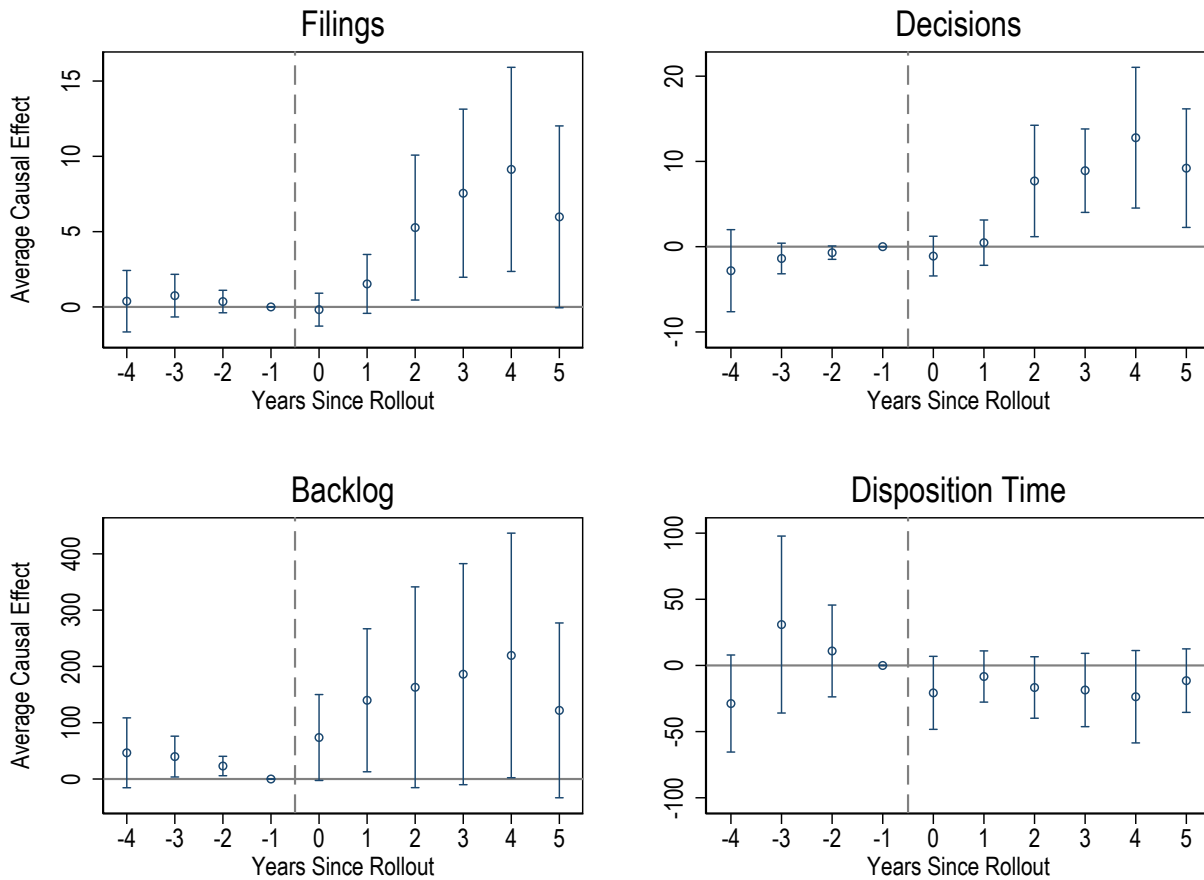 Filings
Average Causal Effect
15
10
5
0
-4 -3 -2 -1 0 1 2 3 4 5
Years Since Rollout
Decisions
20
10
0
-10
-4 -3 -2 -1 0 1 2 3 4 5
Years Since Rollout
Backlog
Average Causal Effect
400
300
200
100
0
-4 -3 -2 -1 0 1 2 3 4 5
Years Since Rollout
Disposition Time
100
50
0
-50
-100
-4 -3 -2 -1 0 1 2 3 4 5
Years Since Rollout